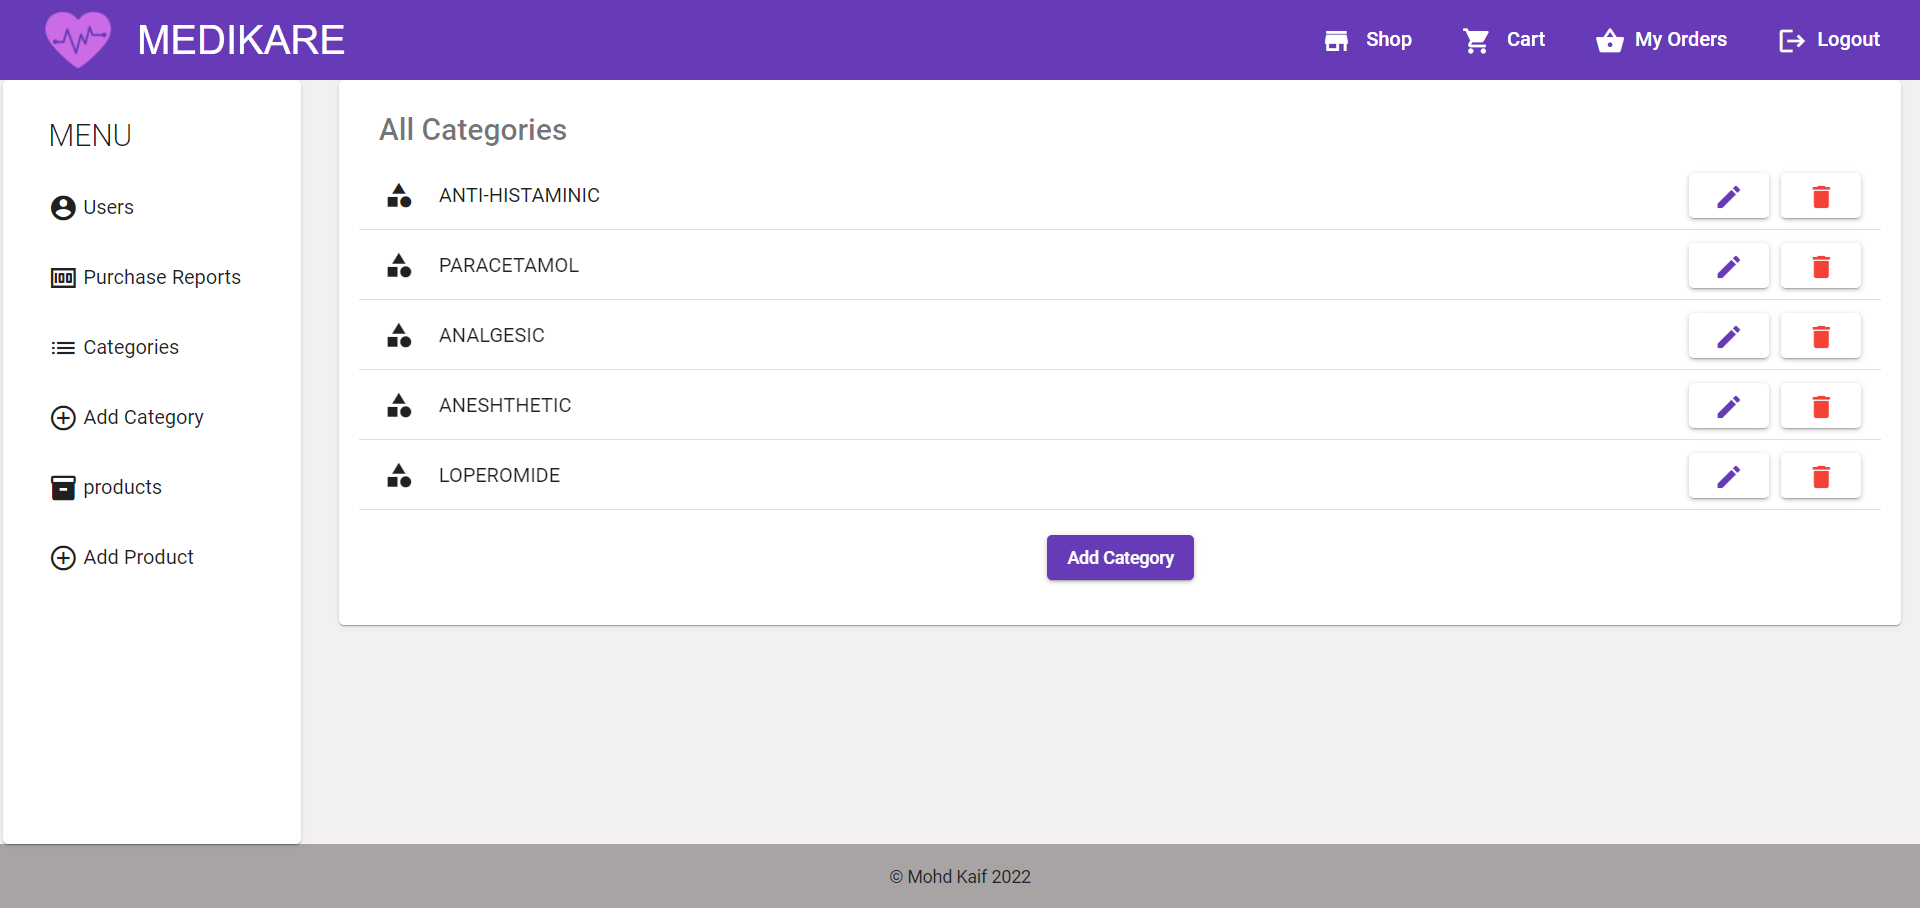 MEDIKARE
Shop
Cart
My Orders
Logout
MENU
Users
Purchase Reports
Categories
Add Category
products
Add Product
All Categories
ANTI-HISTAMINIC
PARACETAMOL
ANALGESIC
ANESHTHETIC
LOPEROMIDE
Add Category
© Mohd Kaif 2022